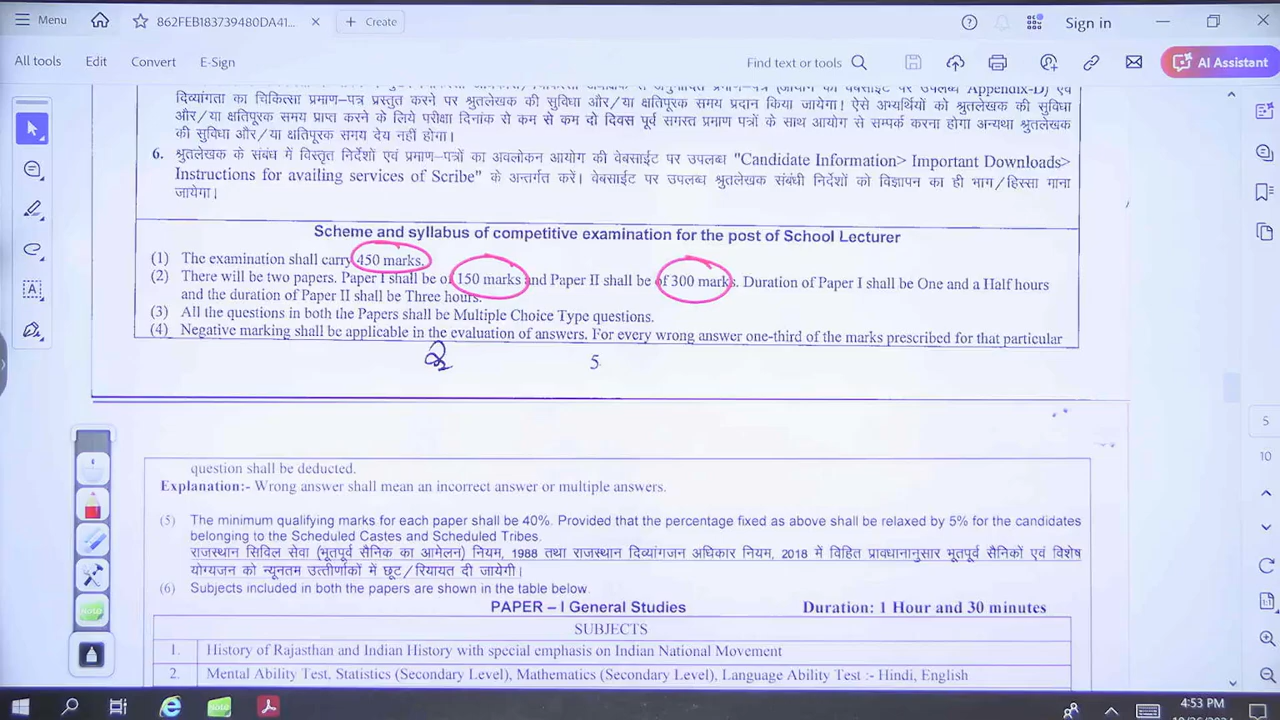 Menu
862FEB183739480DA41...
Create
Sign in
All tools
Edit
Convert
E-Sign
Find text or tools
AI Assistant
दिव्यांगता का चिकित्सा प्रमाण–पत्र प्रस्तुत करने पर श्रुतलेखक की सुविधा और/या क्षतिपूरक समय प्रदान किया जायेगा। ऐसे अभ्यर्थियों को श्रुतलेखक की सुविधा
और/या क्षतिपूरक समय प्राप्त करने के लिये परीक्षा दिनांक से कम से कम दो दिवस पूर्व समस्त प्रमाण पत्रों के साथ आयोग से सम्पर्क करना होगा अन्यथा श्रुतलेखक
की सुविधा और/या क्षतिपूरक समय देय नहीं होगा।
6. श्रुतलेखक के संबंध में विस्तृत निर्देशों एवं प्रमाण–पत्रों का अवलोकन आयोग की वेबसाईट पर उपलब्ध "Candidate Information> Important Downloads>
Instructions for availing services of Scribe" के अन्तर्गत करें। वेबसाईट पर उपलब्ध श्रुतलेखक संबंधी निर्देशों को विज्ञापन का ही भाग/हिस्सा माना
जायेगा।
Scheme and syllabus of competitive examination for the post of School Lecturer
(1) The examination shall carry 450 marks.
(2) There will be two papers. Paper I shall be of 150 marks and Paper II shall be of 300 marks. Duration of Paper I shall be One and a Half hours
and the duration of Paper II shall be Three hours.
(3) All the questions in both the Papers shall be Multiple Choice Type questions.
(4) Negative marking shall be applicable in the evaluation of answers. For every wrong answer one-third of the marks prescribed for that particular
5
question shall be deducted.
Explanation:- Wrong answer shall mean an incorrect answer or multiple answers.
(5) The minimum qualifying marks for each paper shall be 40%. Provided that the percentage fixed as above shall be relaxed by 5% for the candidates
belonging to the Scheduled Castes and Scheduled Tribes.
राजस्थान सिविल सेवा (भूतपूर्व सैनिक का आमेलन) नियम, 1988 तथा राजस्थान दिव्यांगजन अधिकार नियम, 2018 में विहित प्रावधानानुसार भूतपूर्व सैनिकों एवं विशेष
योग्यजन को न्यूनतम उत्तीर्णांकों में छूट/रियायत दी जायेगी।
(6) Subjects included in both the papers are shown in the table below.
PAPER – I General Studies Duration: 1 Hour and 30 minutes
SUBJECTS
1. History of Rajasthan and Indian History with special emphasis on Indian National Movement
2. Mental Ability Test, Statistics (Secondary Level), Mathematics (Secondary Level), Language Ability Test :- Hindi, English
5
10
Note
Note
4:53 PM